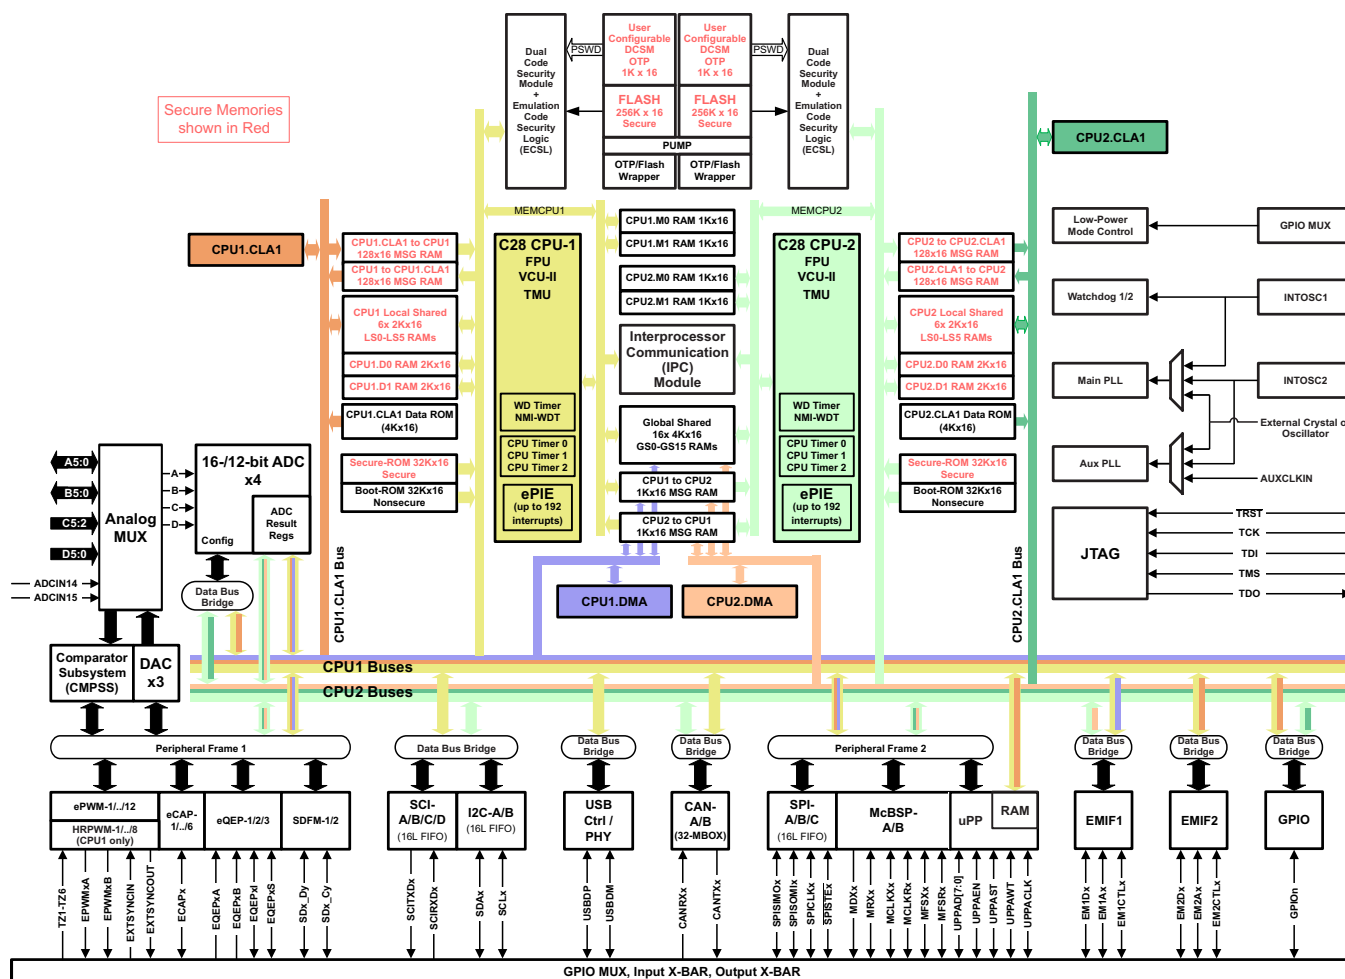 User
Configurable
DCSM
OTP
1K x 16
User
Configurable
DCSM
OTP
1K x 16
PSWD
PSWD
Dual
Code
Security
Module
+
Emulation
Code
Security
Logic
(ECSL)
Dual
Code
Security
Module
+
Emulation
Code
Security
Logic
(ECSL)
FLASH
256K x 16
Secure
FLASH
256K x 16
Secure
PUMP
OTP/Flash
Wrapper
OTP/Flash
Wrapper
Secure Memories
shown in Red
CPU2.CLA1
MEMCPU1
MEMCPU2
CPU1.CLA1
CPU1.CLA1 to CPU1
128x16 MSG RAM
CPU1 to CPU1.CLA1
128x16 MSG RAM
CPU1 Local Shared
6x 2Kx16
LS0-LS5 RAMs
CPU1.D0 RAM 2Kx16
CPU1.D1 RAM 2Kx16
CPU1.CLA1 Data ROM
(4Kx16)
Secure-ROM 32Kx16
Secure
Boot-ROM 32Kx16
Nonsecure
C28 CPU-1
FPU
VCU-II
TMU
WD Timer
NMI-WDT
CPU Timer 0
CPU Timer 1
CPU Timer 2
ePIE
(up to 192
interrupts)
CPU1.M0 RAM 1Kx16
CPU1.M1 RAM 1Kx16
CPU2.M0 RAM 1Kx16
CPU2.M1 RAM 1Kx16
Interprocessor
Communication
(IPC)
Module
Global Shared
16x 4Kx16
GS0-GS15 RAMs
CPU1 to CPU2
1Kx16 MSG RAM
CPU2 to CPU1
1Kx16 MSG RAM
C28 CPU-2
FPU
VCU-II
TMU
WD Timer
NMI-WDT
CPU Timer 0
CPU Timer 1
CPU Timer 2
ePIE
(up to 192
interrupts)
CPU2 to CPU2.CLA1
128x16 MSG RAM
CPU2.CLA1 to CPU2
128x16 MSG RAM
CPU2 Local Shared
6x 2Kx16
LS0-LS5 RAMs
CPU2.D0 RAM 2Kx16
CPU2.D1 RAM 2Kx16
CPU2.CLA1 Data ROM
(4Kx16)
Secure-ROM 32Kx16
Secure
Boot-ROM 32Kx16
Nonsecure
Low-Power
Mode Control
GPIO MUX
Watchdog 1/2
INTOSC1
Main PLL
INTOSC2
External Crystal o
Oscillator
Aux PLL
AUXCLKIN
JTAG
TRST
TCK
TDI
TMS
TDO
A5:0
B5:0
C5:2
D5:0
ADCIN14
ADCIN15
Analog
MUX
A
B
C
D
16-/12-bit ADC
x4
ADC
Result
Regs
Config
Data Bus
Bridge
Comparator
Subsystem
(CMPSS)
DAC
x3
CPU1.CLA1 Bus
CPU2.CLA1 Bus
CPU1.DMA
CPU2.DMA
CPU1 Buses
CPU2 Buses
Peripheral Frame 1
Data Bus Bridge
Data Bus
Bridge
Data Bus
Bridge
Peripheral Frame 2
Data Bus
Bridge
Data Bus
Bridge
Data Bus
Bridge
ePWM-1/../12
HRPWM-1/../8
(CPU1 only)
eCAP-
1/../6
eQEP-1/2/3
SDFM-1/2
SCI-
A/B/C/D
(16L FIFO)
I2C-A/B
(16L FIFO)
USB
Ctrl /
PHY
CAN-
A/B
(32-MBOX)
SPI-
A/B/C
(16L FIFO)
McBSP-
A/B
uPP
RAM
EMIF1
EMIF2
GPIO
TZ1-TZ6
EPWMxA
EPWMxB
EXTSYNCIN
EXTSYNCOUT
ECAPx
EQEPxA
EQEPxB
EQEPxI
EQEPxS
SDx_Dy
SDx_Cy
SCITXDx
SCIRXDx
SDAx
SCLx
USBDP
USBDM
CANRXx
CANTXx
SPISIMOx
SPISOMIx
SPICLKx
SPISTEx
MDXx
MRXx
MCLKXx
MCLKRx
MFSXx
MFSRx
UPPAD[7:0]
UPPAEN
UPPAST
UPPAWT
UPPACLK
EM1Dx
EM1Ax
EM1CTLx
EM2Dx
EM2Ax
EM2CTLx
GPIOn
GPIO MUX, Input X-BAR, Output X-BAR